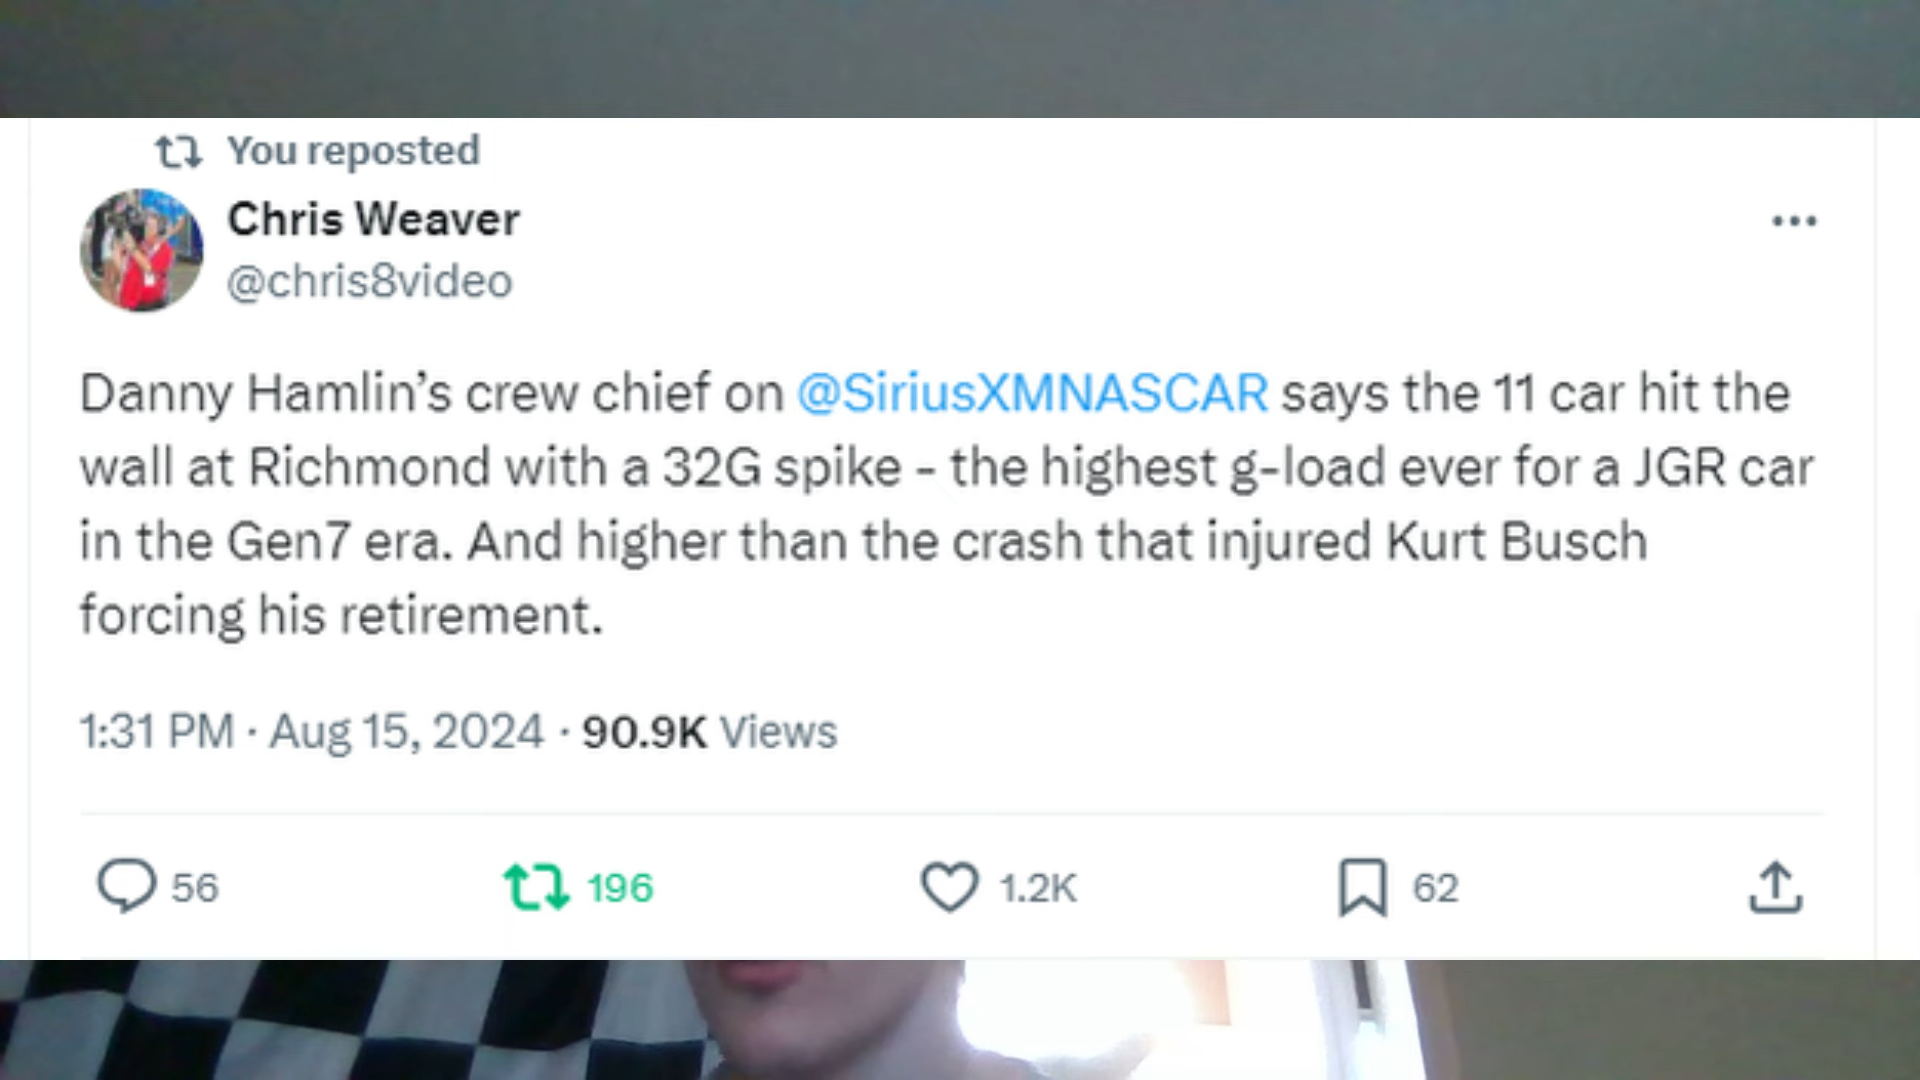 You reposted
Chris Weaver
@chris8video
Danny Hamlin’s crew chief on @SiriusXMNASCAR says the 11 car hit the
wall at Richmond with a 32G spike - the highest g-load ever for a JGR car
in the Gen7 era. And higher than the crash that injured Kurt Busch
forcing his retirement.
1:31 PM · Aug 15, 2024 · 90.9K Views
56 196 1.2K 62